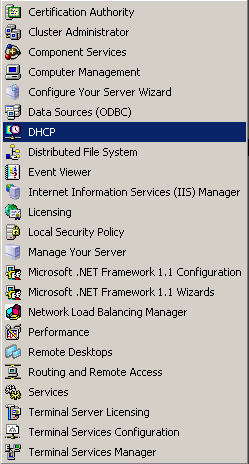 Certification Authority
Cluster Administrator
Component Services
Computer Management
Configure Your Server Wizard
Data Sources (ODBC)
DHCP
Distributed File System
Event Viewer
Internet Information Services (IIS) Manager
Licensing
Local Security Policy
Manage Your Server
Microsoft .NET Framework 1.1 Configuration
Microsoft .NET Framework 1.1 Wizards
Network Load Balancing Manager
Performance
Remote Desktops
Routing and Remote Access
Services
Terminal Server Licensing
Terminal Services Configuration
Terminal Services Manager